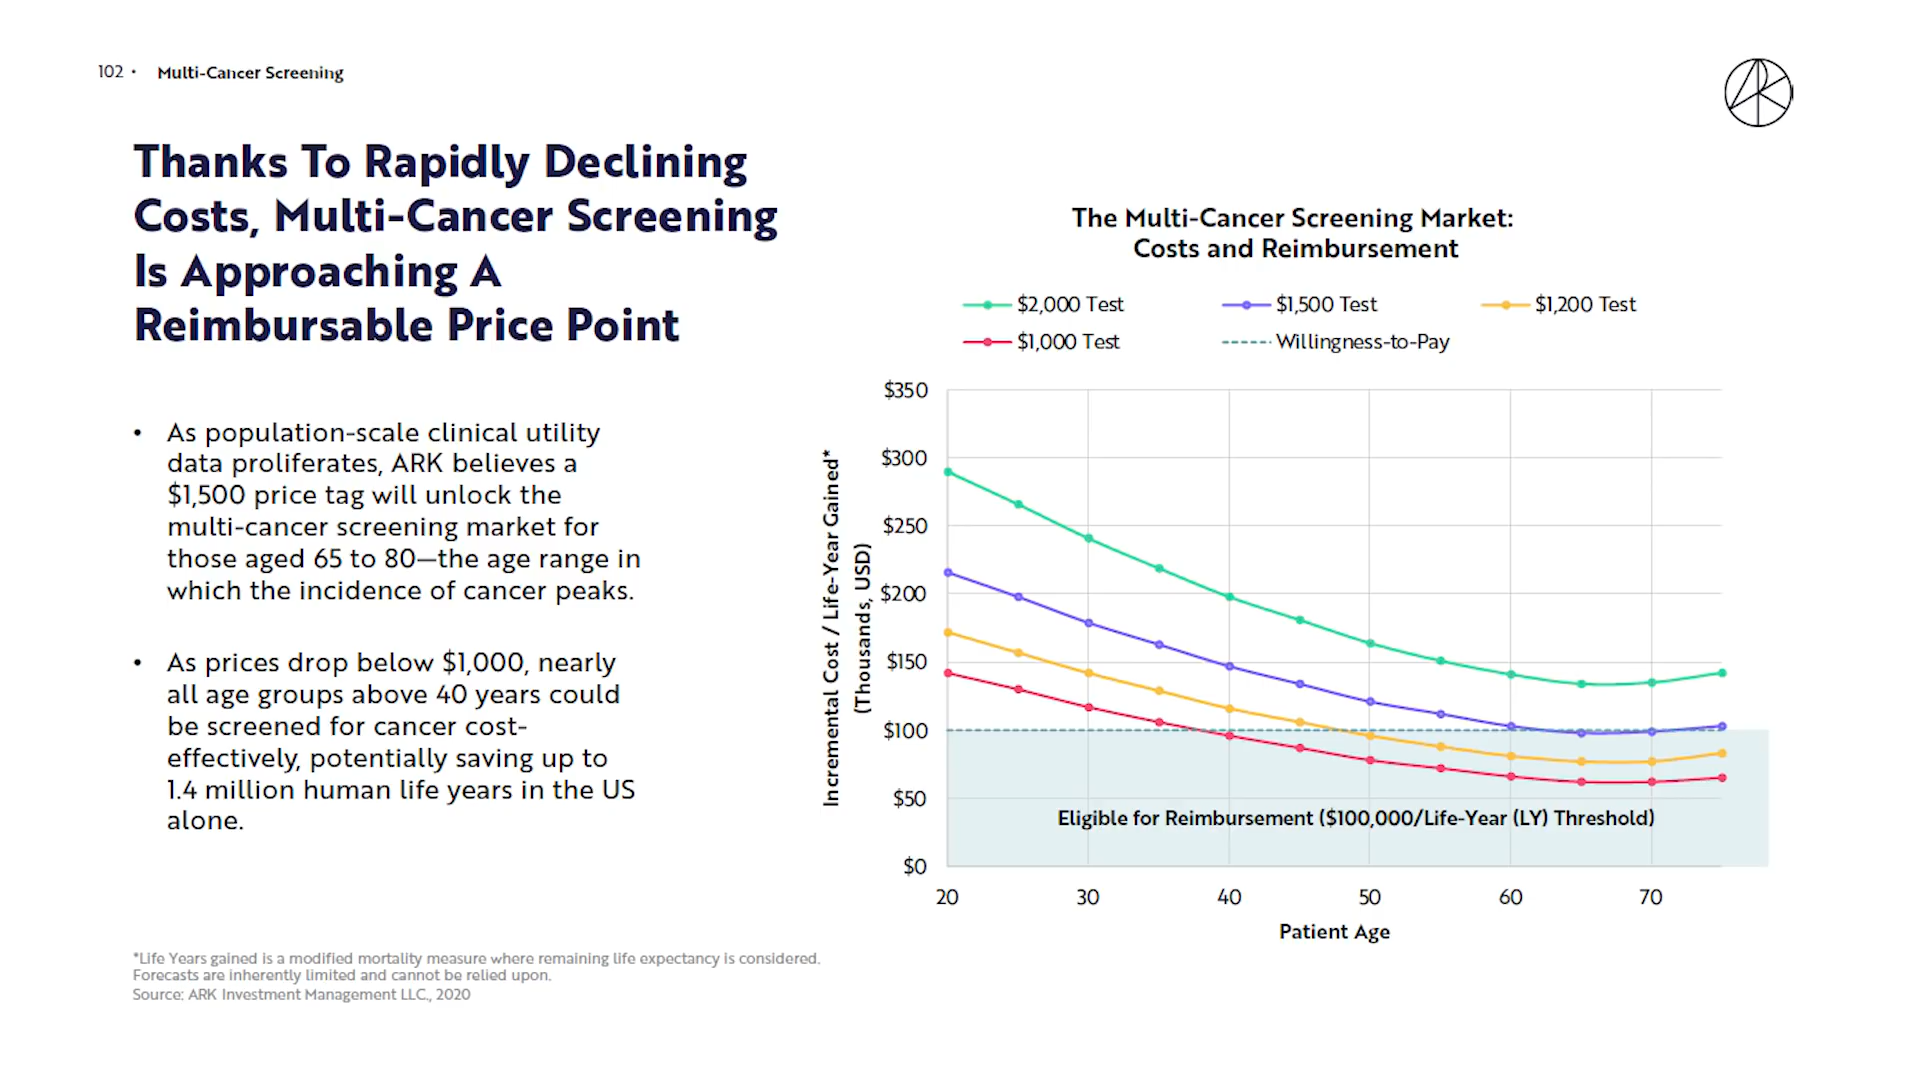 102 • Multi-Cancer Screening
Thanks To Rapidly Declining
Costs, Multi-Cancer Screening
Is Approaching A
Reimbursable Price Point
• As population-scale clinical utility
data proliferates, ARK believes a
$1,500 price tag will unlock the
multi-cancer screening market for
those aged 65 to 80—the age range in
which the incidence of cancer peaks.
• As prices drop below $1,000, nearly
all age groups above 40 years could
be screened for cancer cost-
effectively, potentially saving up to
1.4 million human life years in the US
alone.
*Life Years gained is a modified mortality measure where remaining life expectancy is considered.
Forecasts are inherently limited and cannot be relied upon.
Source: ARK Investment Management LLC., 2020
The Multi-Cancer Screening Market:
Costs and Reimbursement
$2,000 Test $1,500 Test $1,200 Test
$1,000 Test Willingness-to-Pay
Incremental Cost / Life-Year Gained*
(Thousands, USD)
$350
$300
$250
$200
$150
$100
$50
$0
Eligible for Reimbursement ($100,000/Life-Year (LY) Threshold)
20 30 40 50 60 70
Patient Age